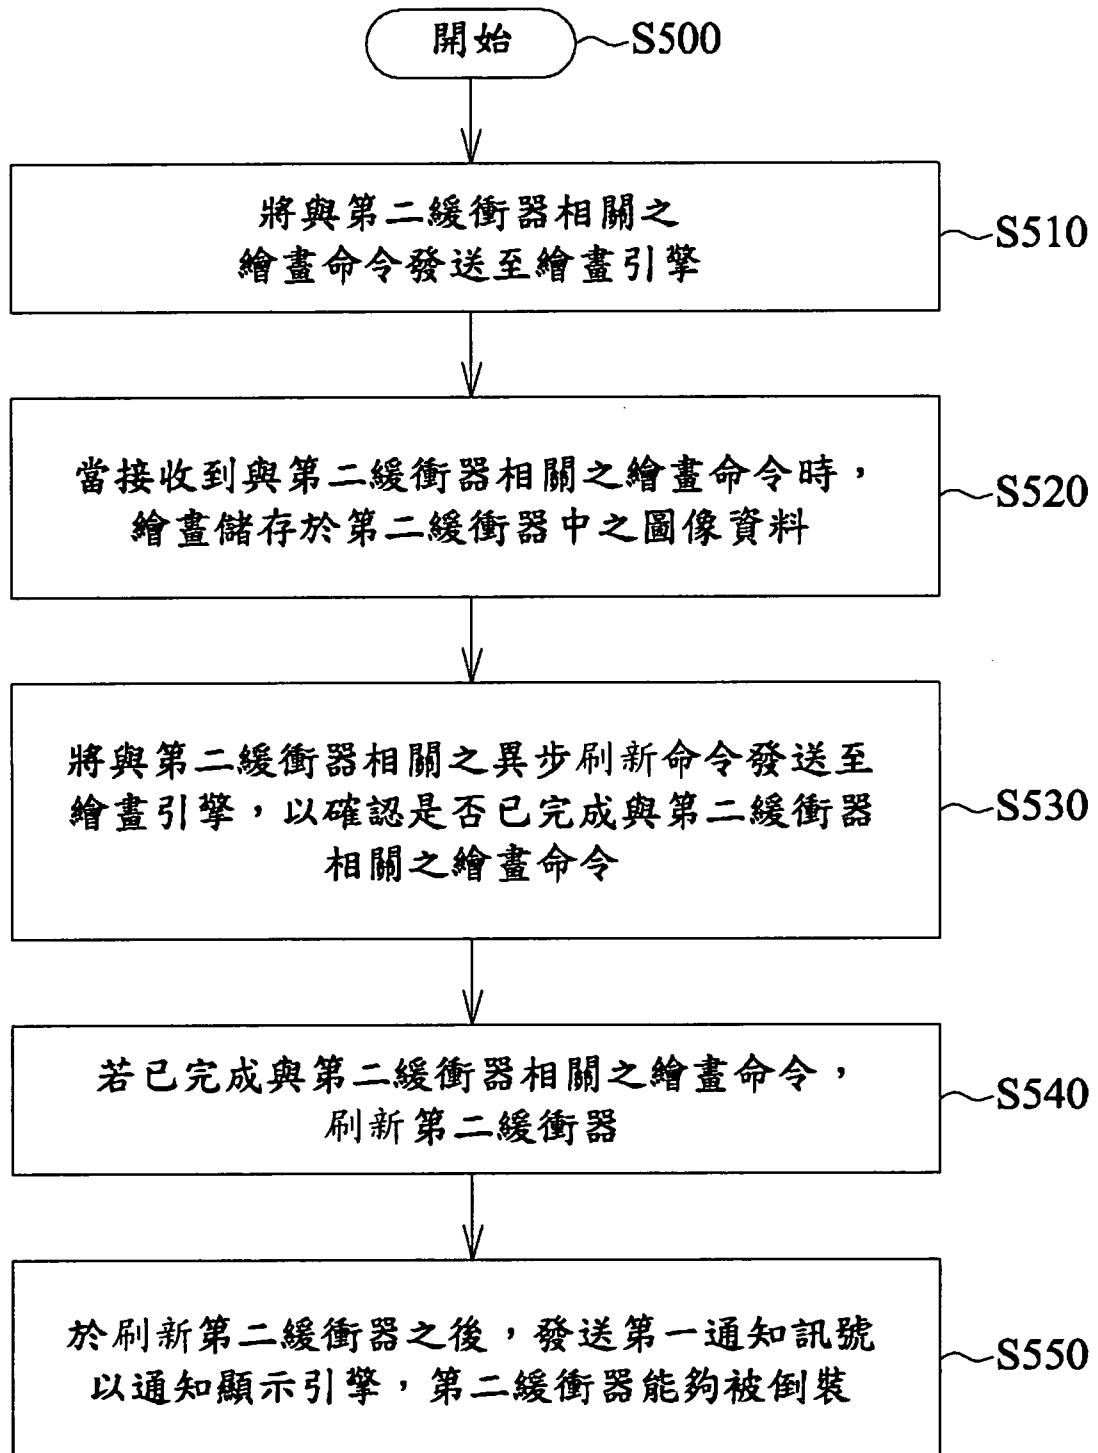 開始
S500
將與第二緩衝器相關之
繪畫命令發送至繪畫引擎
S510
當接收到與第二緩衝器相關之繪畫命令時，
繪畫儲存於第二緩衝器中之圖像資料
S520
將與第二緩衝器相關之異步刷新命令發送至
繪畫引擎，以確認是否已完成與第二緩衝器
相關之繪畫命令
S530
若已完成與第二緩衝器相關之繪畫命令，
刷新第二緩衝器
S540
於刷新第二緩衝器之後，發送第一通知訊號
以通知顯示引擎，第二緩衝器能夠被倒裝
S550